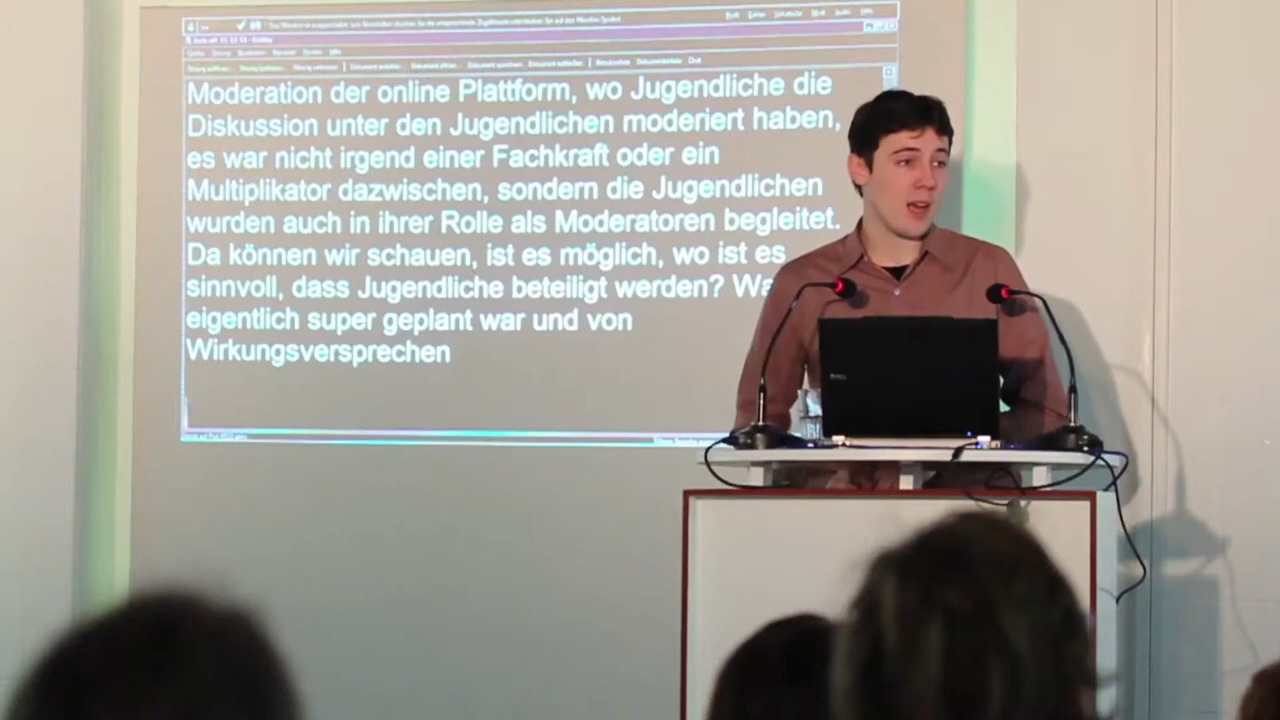 Moderation der online Plattform, wo Jugendliche die
Diskussion unter den Jugendlichen moderiert haben,
es war nicht irgend einer Fachkraft oder ein
Multiplikator dazwischen, sondern die Jugendlichen
wurden auch in ihrer Rolle als Moderatoren begleitet.
Da können wir schauen, ist es möglich, wo ist es
sinnvoll, dass Jugendliche beteiligt werden? Wa
eigentlich super geplant war und von
Wirkungsversprechen
DELL